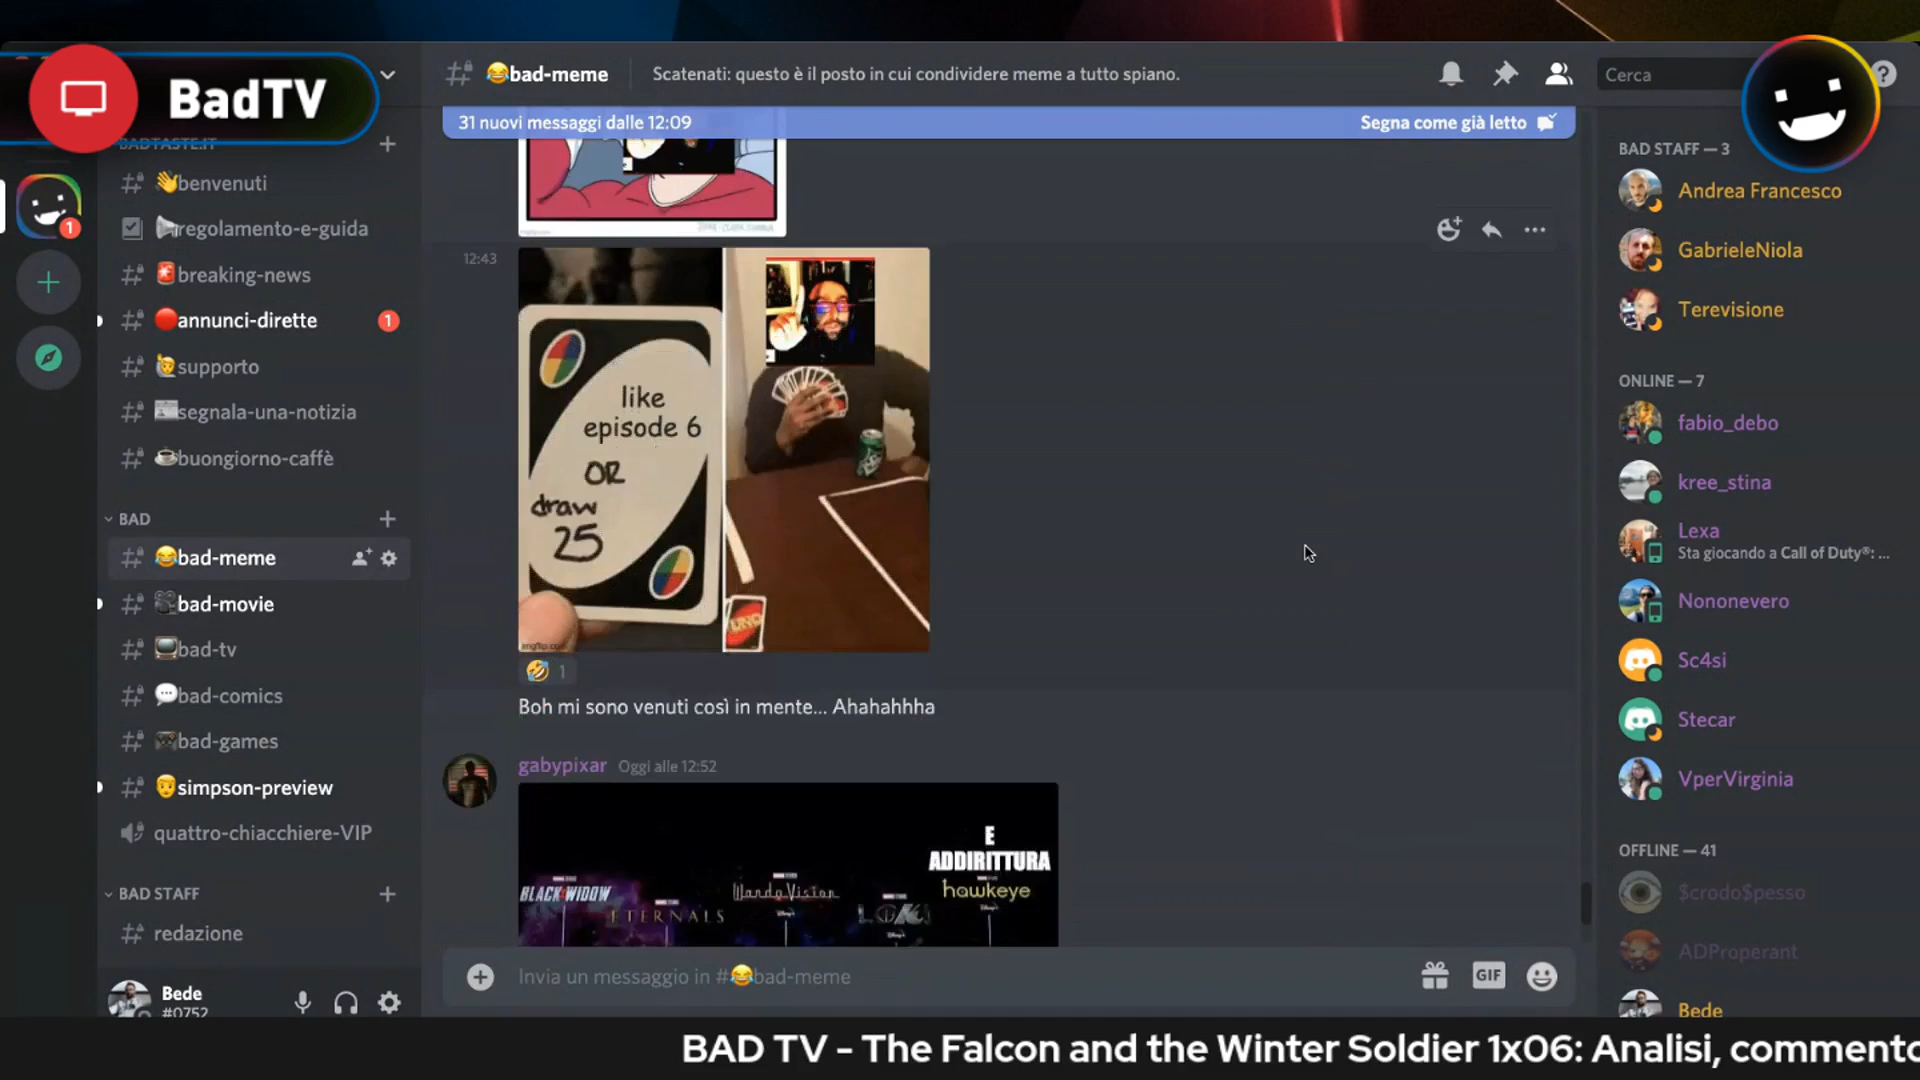 BadTV
😂bad-meme
Scatenati: questo è il posto in cui condividere meme a tutto spiano.
Cerca
31 nuovi messaggi dalle 12:09
Segna come già letto
BADTASTE.IT
benvenuti
regolamento-e-guida
breaking-news
annunci-dirette
1
supporto
segnala-una-notizia
buongiorno-caffè
BAD
bad-meme
bad-movie
bad-tv
bad-comics
bad-games
simpson-preview
quattro-chiacchiere-VIP
BAD STAFF
redazione
Bede
#0752
1
12:43
like
episode 6
OR
draw
25
UNO
1
Boh mi sono venuti così in mente... Ahahahhha
gabypixar Oggi alle 12:52
E
ADDIRITTURA
hawkeye
BLACK WIDOW
ETERNALS
WandaVision
LOKI
Invia un messaggio in #😂bad-meme
GIF
BAD STAFF — 3
Andrea Francesco
GabrieleNiola
Terevisione
ONLINE — 7
fabio_debo
kree_stina
Lexa
Sta giocando a Call of Duty®: ...
Nononevero
Sc4si
Stecar
VperVirginia
OFFLINE — 41
$crodo$pesso
ADProperant
Bede
BAD TV - The Falcon and the Winter Soldier 1x06: Analisi, commento